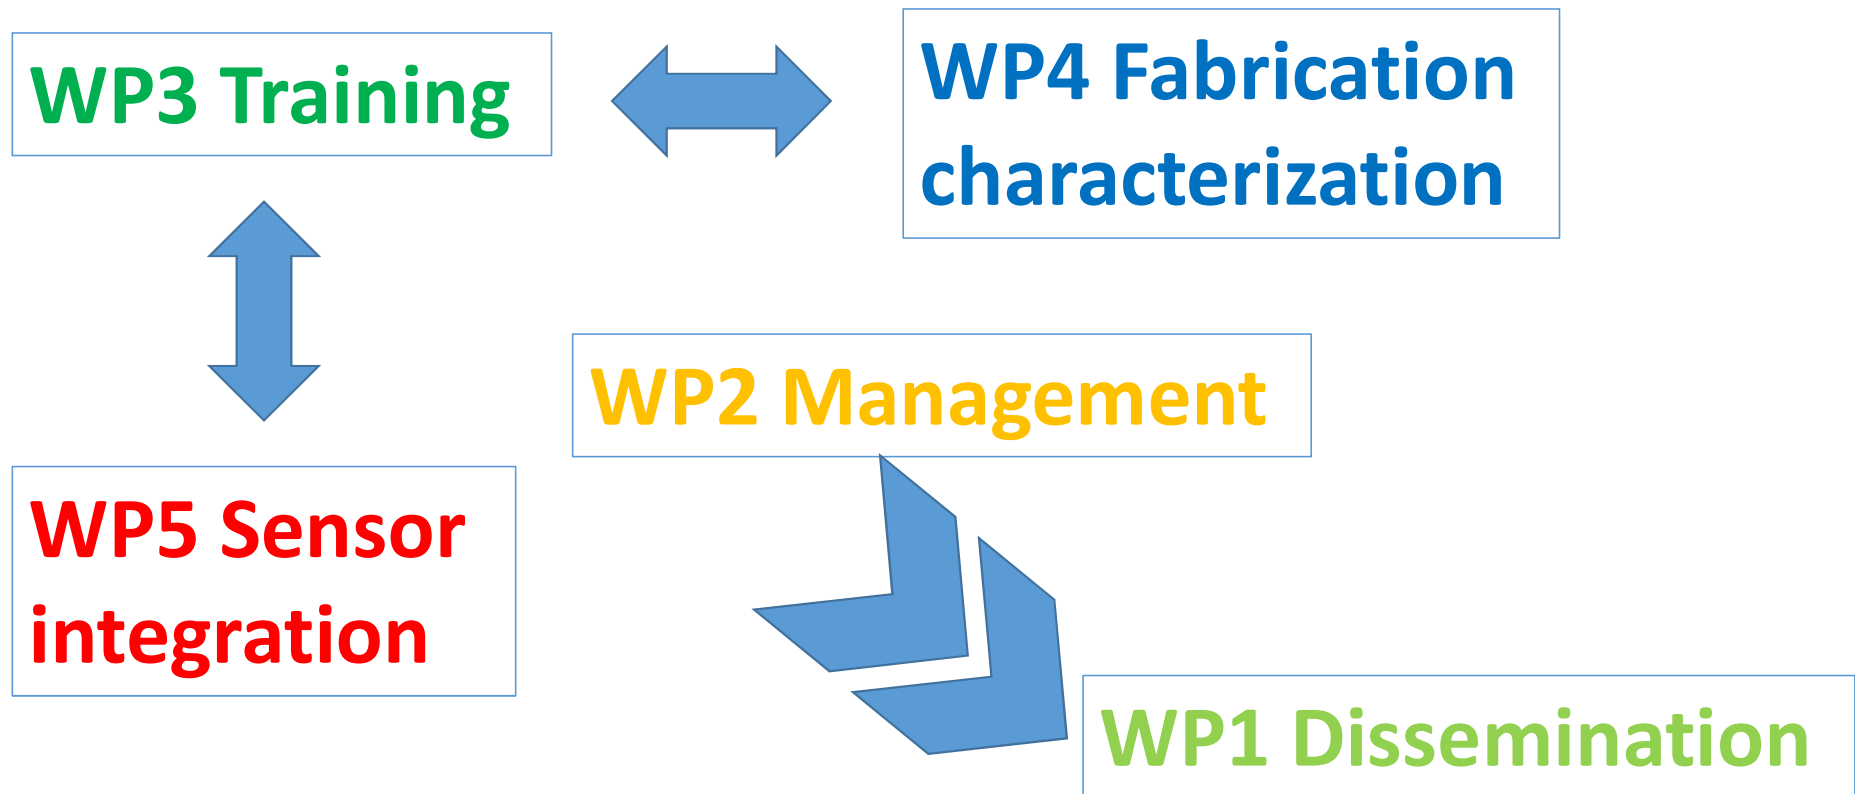 WP3 Training
WP4 Fabrication
characterization
WP2 Management
WP5 Sensor
integration
WP1 Dissemination